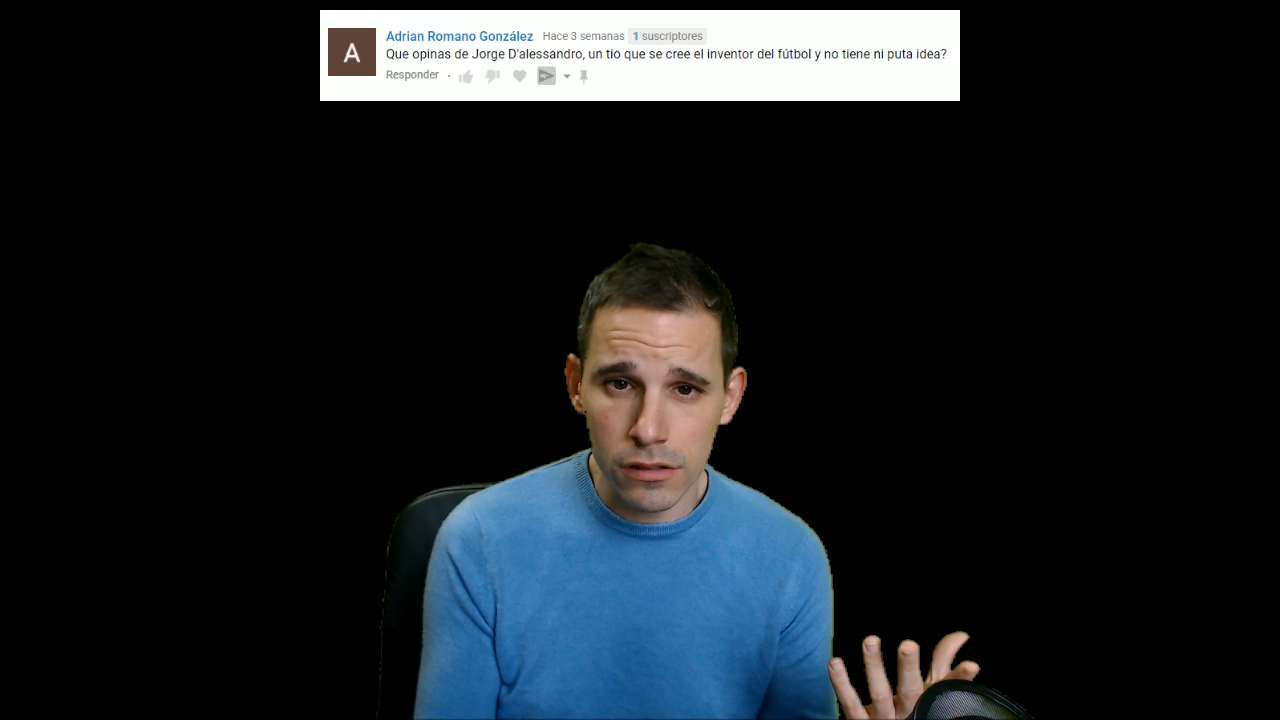 A
Adrian Romano González Hace 3 semanas 1 suscriptores
Que opinas de Jorge D'alessandro, un tio que se cree el inventor del fútbol y no tiene ni puta idea?
Responder